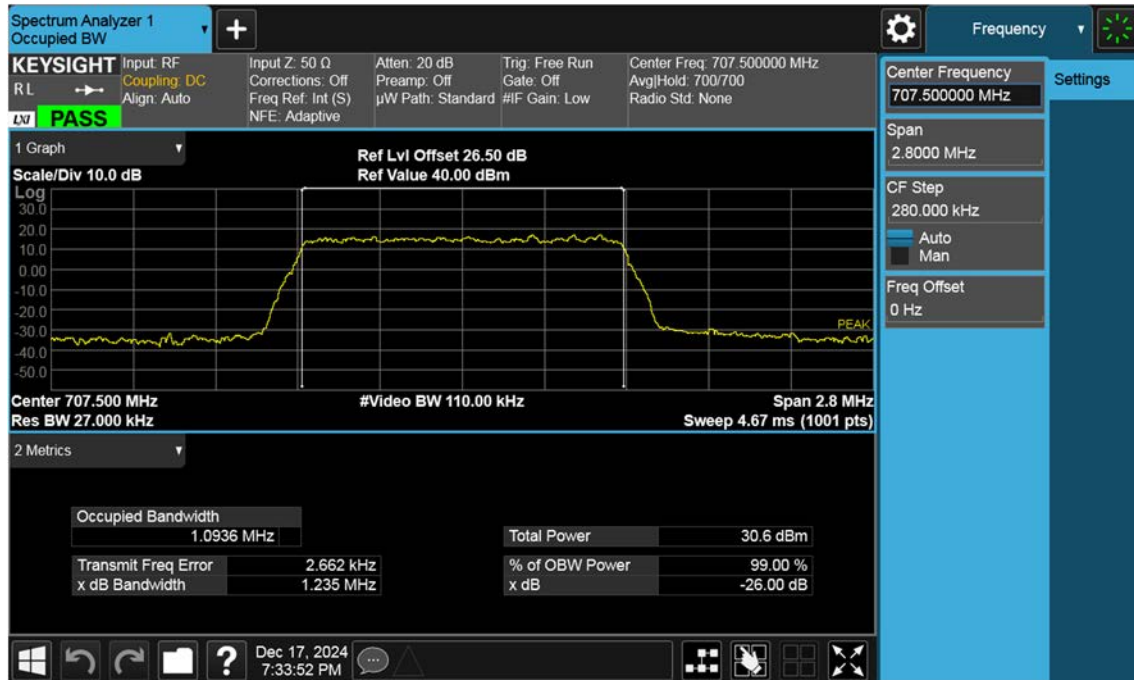 Spectrum Analyzer 1
Occupied BW
+
Frequency
KEYSIGHT
RL
LXI PASS
Input: RF
Coupling: DC
Align: Auto
Input Z: 50 Ω
Corrections: Off
Freq Ref: Int (S)
NFE: Adaptive
Atten: 20 dB
Preamp: Off
µW Path: Standard
Trig: Free Run
Gate: Off
#IF Gain: Low
Center Freq: 707.500000 MHz
Avg|Hold: 700/700
Radio Std: None
Center Frequency
707.500000 MHz
Settings
Span
2.8000 MHz
CF Step
280.000 kHz
Auto
Man
Freq Offset
0 Hz
1 Graph
Scale/Div 10.0 dB
Ref Lvl Offset 26.50 dB
Ref Value 40.00 dBm
Log
30.0
20.0
10.0
0.00
-10.0
-20.0
-30.0
-40.0
-50.0
PEAK
Center 707.500 MHz
#Video BW 110.00 kHz
Span 2.8 MHz
Res BW 27.000 kHz
Sweep 4.67 ms (1001 pts)
2 Metrics
Occupied Bandwidth
1.0936 MHz
Total Power 30.6 dBm
Transmit Freq Error 2.662 kHz
% of OBW Power 99.00 %
x dB Bandwidth 1.235 MHz
x dB -26.00 dB
?
Dec 17, 2024
7:33:52 PM